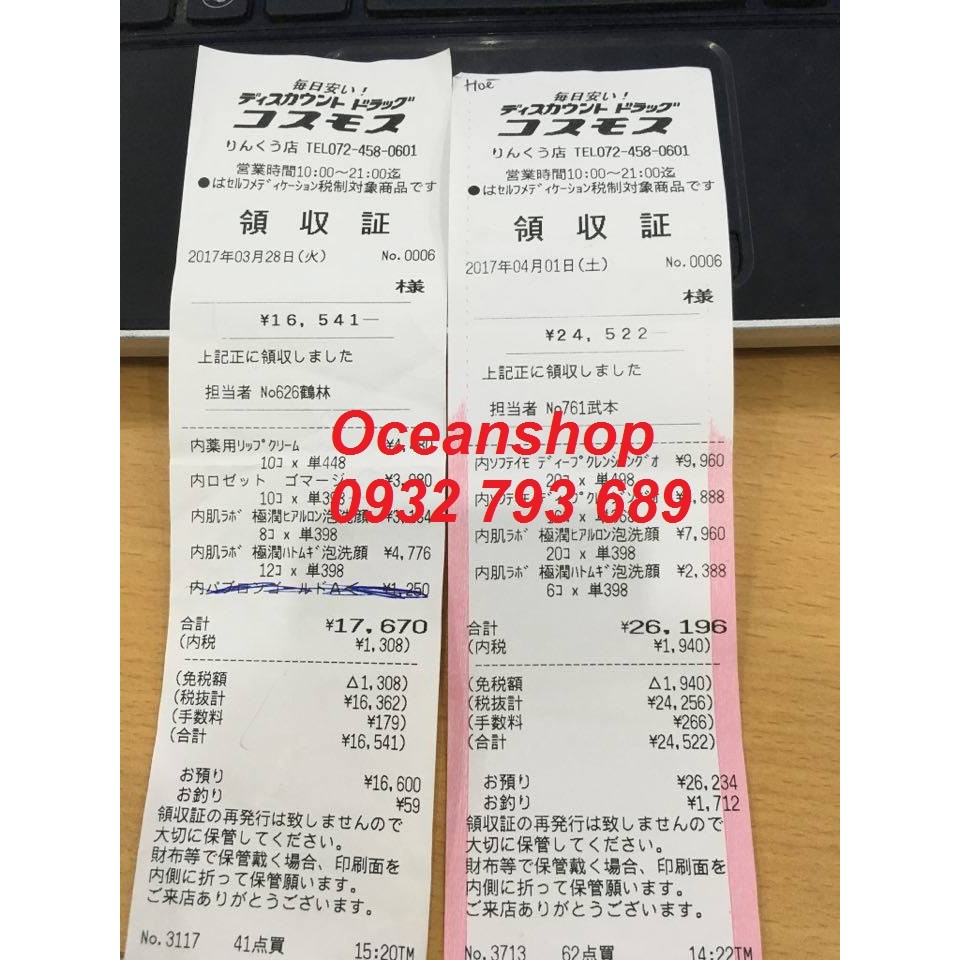 毎日安い!
ディスカウント ドラッグ
コスモス
りんくう店 TEL072-458-0601
営業時間10:00〜21:00迄
●はセルフメディケーション税制対象商品です
領 収 証
2017年03月28日(火) No.0006
様
¥16,541―
上記正に領収しました
担当者 No626鶴林
内薬用リップクリーム ¥4,480
10コ x 単448
内ロゼット ゴマージュ
10コ x 単398
内肌ラボ 極潤ヒアルロン泡洗顔
8コ x 単398
内肌ラボ 極潤ハトムギ泡洗顔 ¥4,776
12コ x 単398
内パブロンゴールドA ¥1,250
合計 ¥17,670
(内税 ¥1,308)
(免税額 △1,308)
(税抜計 ¥16,362)
(手数料 ¥179)
(合計 ¥16,541)
お預り ¥16,600
お釣り ¥59
領収証の再発行は致しませんので
大切に保管してください。
財布等で保管戴く場合、印刷面を
内側に折って保管願います。
ご来店ありがとうございます。
No.3117 41点買 15:20TM
Huê
毎日安い!
ディスカウント ドラッグ
コスモス
りんくう店 TEL072-458-0601
営業時間10:00〜21:00迄
●はセルフメディケーション税制対象商品です
領 収 証
2017年04月01日(土) No.0006
様
¥24,522
上記正に領収しました
担当者 No761武本
内ソフティモ ディープクレンジングオ ¥9,960
20コ x 単498
内ソフティモ
内肌ラボ 極潤ヒアルロン泡洗顔 ¥7,960
20コ x 単398
内肌ラボ 極潤ハトムギ泡洗顔 ¥2,388
6コ x 単398
合計 ¥26,196
(内税 ¥1,940)
(免税額 △1,940)
(税抜計 ¥24,256)
(手数料 ¥266)
(合計 ¥24,522)
お預り ¥26,234
お釣り ¥1,712
領収証の再発行は致しませんので
大切に保管してください。
財布等で保管戴く場合、印刷面を
内側に折って保管願います。
ご来店ありがとうございます。
No.3713 62点買 14:22TM
Oceanshop
0932 793 689